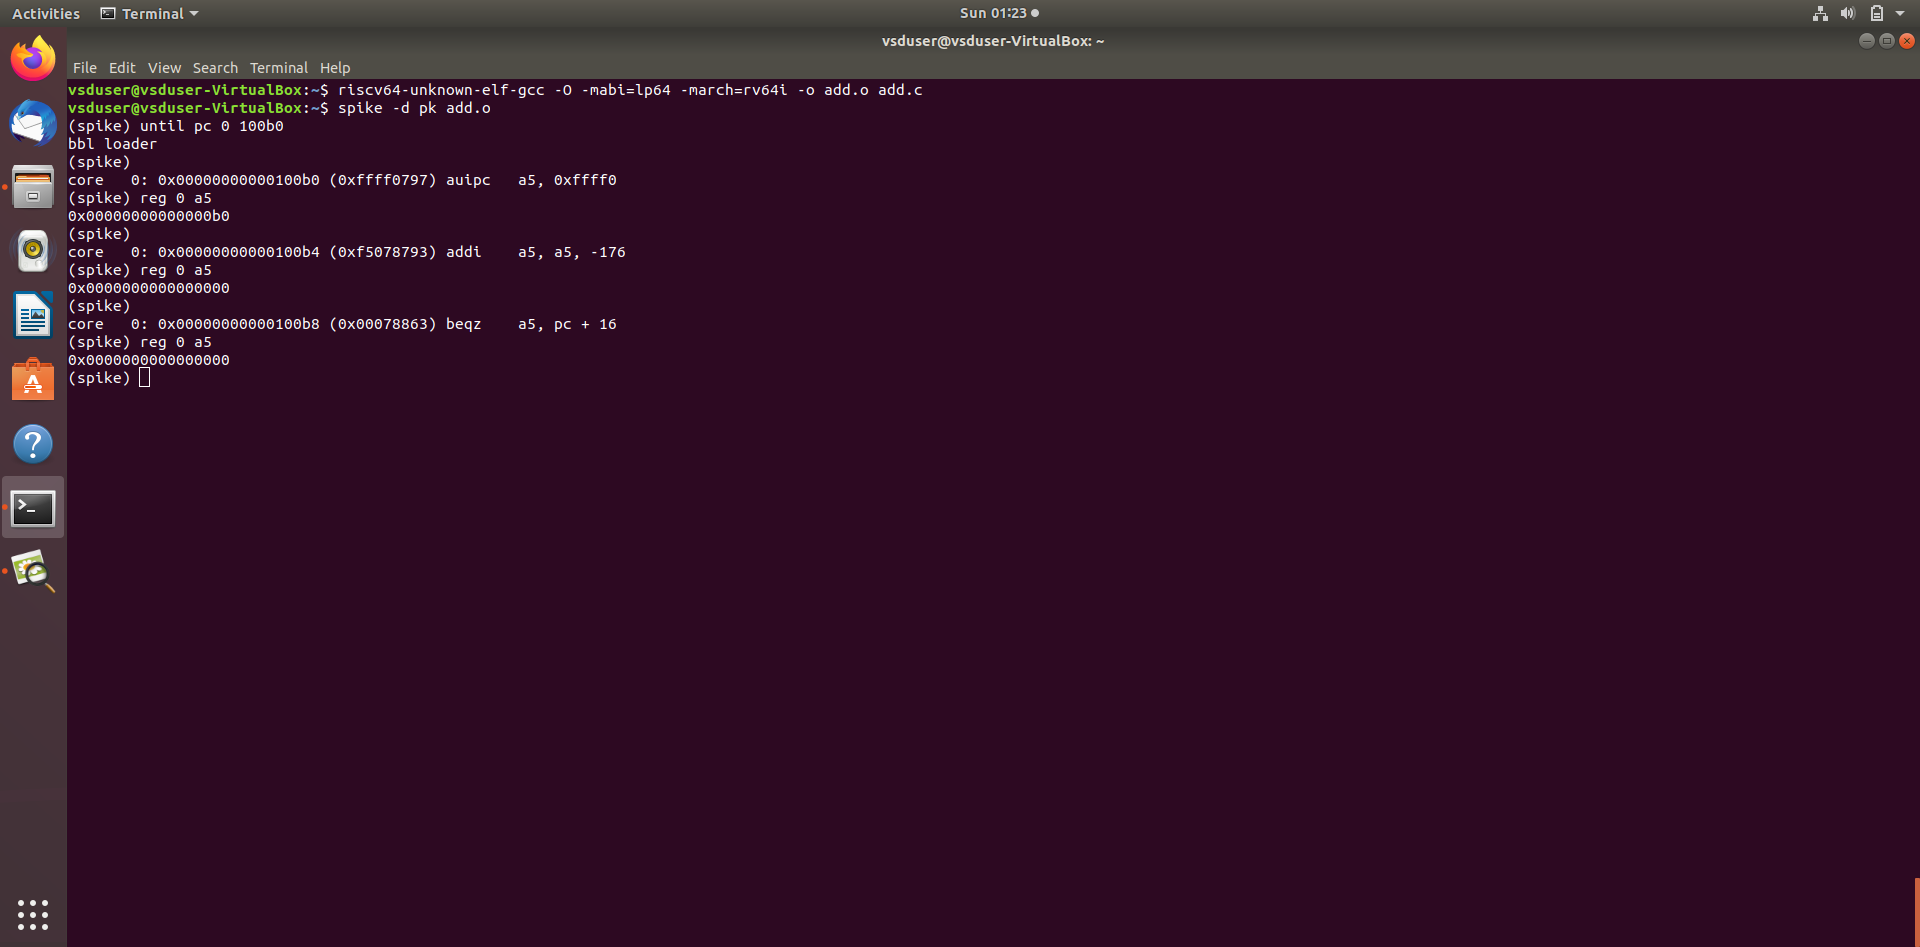 Activities Terminal Sun 01:23
vsduser@vsduser-VirtualBox: ~
File Edit View Search Terminal Help
vsduser@vsduser-VirtualBox:~$ riscv64-unknown-elf-gcc -O -mabi=lp64 -march=rv64i -o add.o add.c
vsduser@vsduser-VirtualBox:~$ spike -d pk add.o
(spike) until pc 0 100b0
bbl loader
(spike)
core   0: 0x00000000000100b0 (0xffff0797) auipc   a5, 0xffff0
(spike) reg 0 a5
0x00000000000000b0
(spike)
core   0: 0x00000000000100b4 (0xf5078793) addi    a5, a5, -176
(spike) reg 0 a5
0x0000000000000000
(spike)
core   0: 0x00000000000100b8 (0x00078863) beqz    a5, pc + 16
(spike) reg 0 a5
0x0000000000000000
(spike)